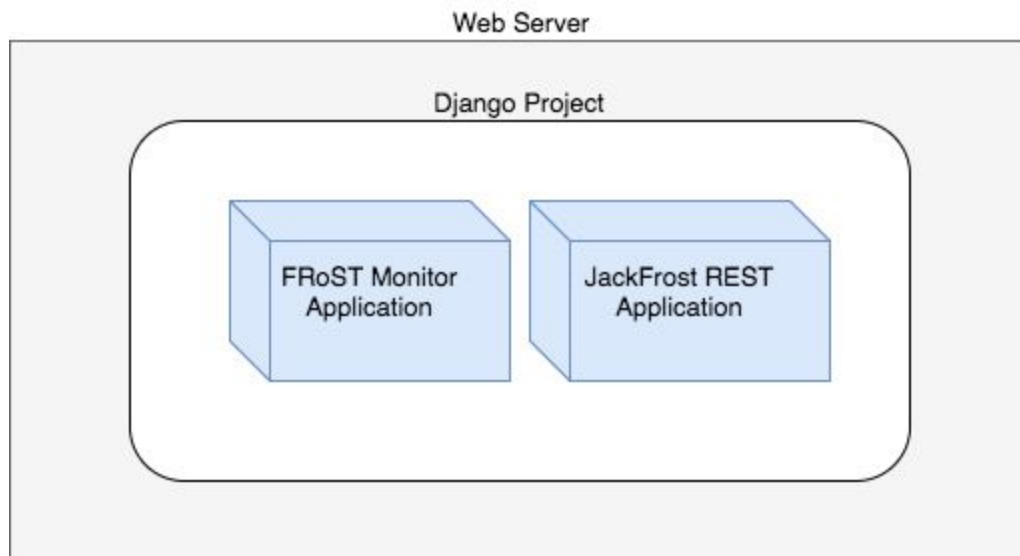 Web Server
Django Project
FRoST Monitor
Application
JackFrost REST
Application